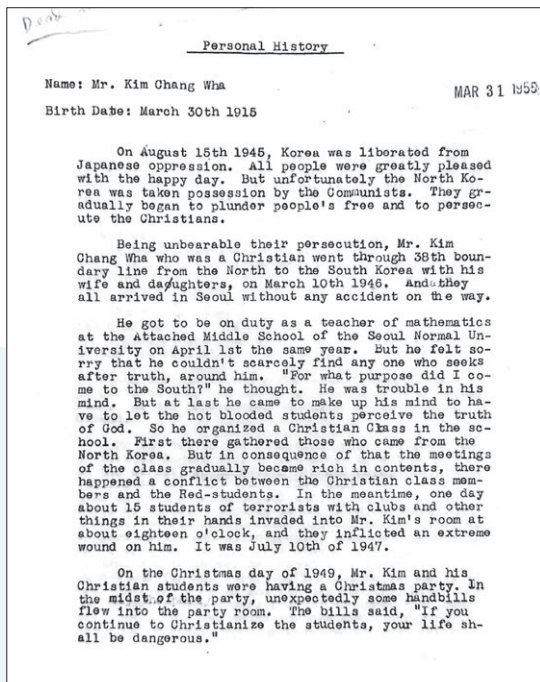 Dead
Personal History
Name: Mr. Kim Chang Wha
MAR 31 1955
Birth Date: March 30th 1915
On August 15th 1945, Korea was liberated from
Japanese oppression. All people were greatly pleased
with the happy day. But unfortunately the North Ko-
rea was taken possession by the Communists. They gr-
adually began to plunder people's free and to persec-
ute the Christians.
Being unbearable their persecution, Mr. Kim
Chang Wha who was a Christian went through 38th boun-
dary line from the North to the South Korea with his
wife and daughters, on March 10th 1946. And they
all arrived in Seoul without any accident on the way.
He got to be on duty as a teacher of mathematics
at the Attached Middle School of the Seoul Normal Un-
iversity on April 1st the same year. But he felt so-
rry that he couldn't scarcely find any one who seeks
after truth, around him. "For what purpose did I co-
me to the South?" he thought. He was trouble in his
mind. But at last he came to make up his mind to ha-
ve to let the hot blooded students perceive the truth
of God. So he organized a Christian Class in the sc-
hool. First there gathered those who came from the
North Korea. But in consequence of that the meetings
of the class gradually became rich in contents, there
happened a conflict between the Christian class mem-
bers and the Red-students. In the meantime, one day
about 15 students of terrorists with clubs and other
things in their hands invaded into Mr. Kim's room at
about eighteen o'clock, and they inflicted an extreme
wound on him. It was July 10th of 1947.
On the Christmas day of 1949, Mr. Kim and his
Christian students were having a Christmas party. In
the midst of the party, unexpectedly some handbills
flew into the party room. The bills said, "If you
continue to Christianize the students, your life sh-
all be dangerous."